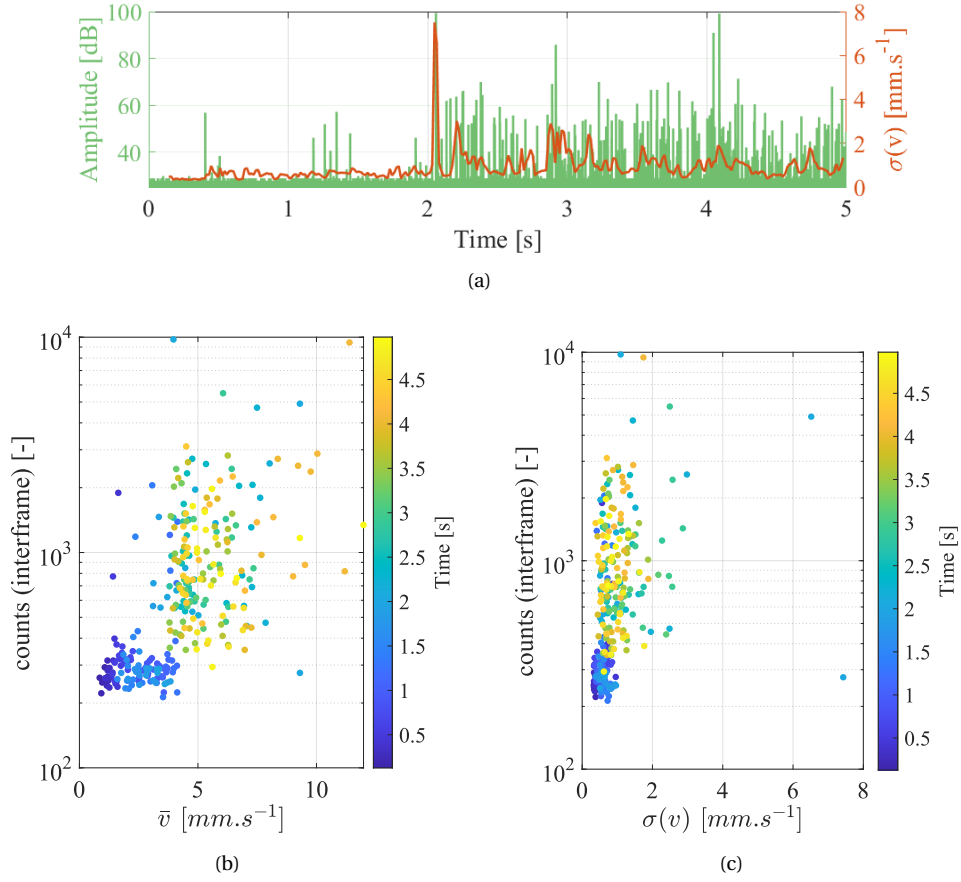 100
80
60
40
Amplitude [dB]
8
6
4
2
0
σ(v) [mm.s⁻¹]
0 1 2 3 4 5
Time [s]
(a)
10⁴
10³
10²
counts (interframe) [-]
0 5 10
v̅ [mm.s⁻¹]
4.5
4
3.5
3
2.5
2
1.5
1
0.5
Time [s]
(b)
10⁴
10³
10²
counts (interframe) [-]
0 2 4 6 8
σ(v) [mm.s⁻¹]
4.5
4
3.5
3
2.5
2
1.5
1
0.5
Time [s]
(c)